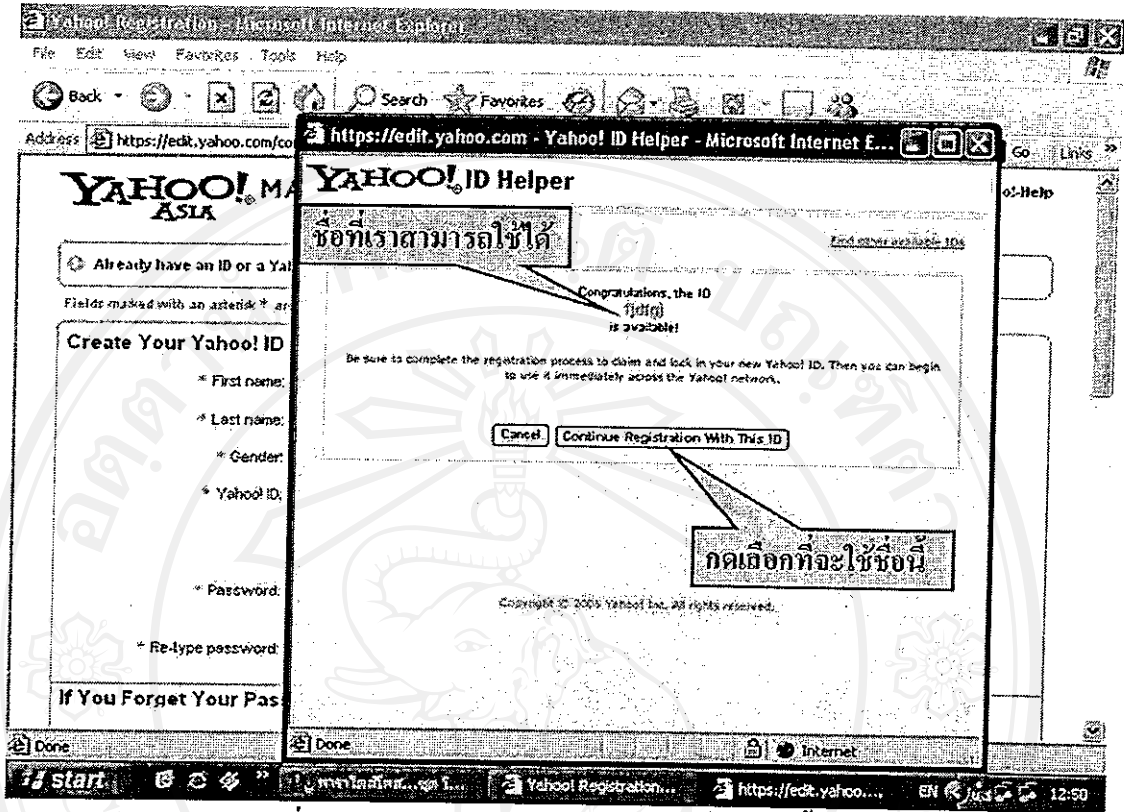 Yahoo! Registration - Microsoft Internet Explorer
File Edit View Favorites Tools Help
Back Search Favorites
Address https://edit.yahoo.com/co Go Links »
https://edit.yahoo.com - Yahoo! ID Helper - Microsoft Internet E...
YAHOO! MA
ASIA
o!-Help
YAHOO! ID Helper
ชื่อที่เราสามารถใช้ได้
Find other available IDs
Already have an ID or a Yah
Fields marked with an asterisk * are
Create Your Yahoo! ID
* First name:
* Last name:
* Gender:
* Yahoo! ID:
* Password:
* Re-type password:
If You Forget Your Pass
Congratulations, the ID
is available!
Be sure to complete the registration process to claim and lock in your new Yahoo! ID. Then you can begin
to use it immediately across the Yahoo! network.
Cancel Continue Registration With This ID
กดเลือกที่จะใช้ชื่อนี้
Yahoo! Inc. All rights reserved.
Done
Done Internet
start » Yahoo! Registration... https://edit.yahoo... EN 12:50